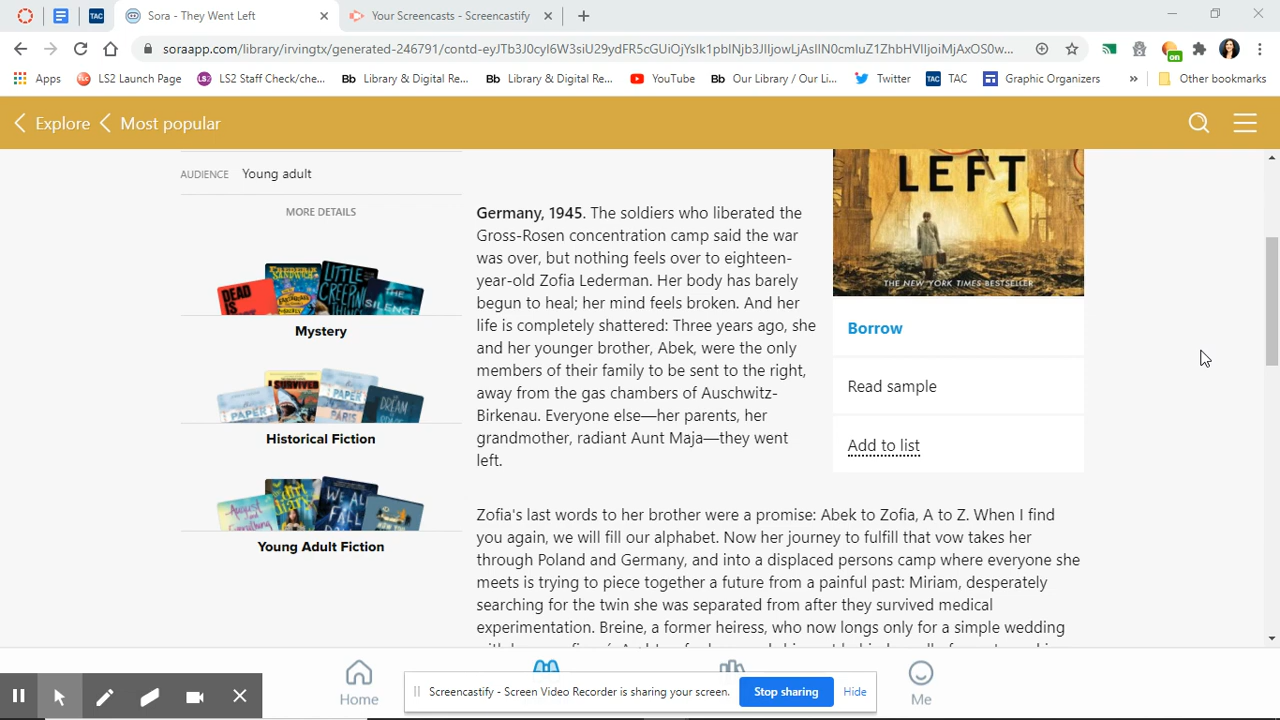 Sora - They Went Left
Your Screencasts - Screencastify
TAC
soraapp.com/library/irvingtx/generated-246791/
on
Apps
LS2 Launch Page
LS2 Staff Check/che...
Bb Library & Digital Re...
Bb Library & Digital Re...
YouTube
Bb Our Library / Our Li...
Twitter
TAC TAC
Graphic Organizers
»
Other bookmarks
Explore
Most popular
AUDIENCE Young adult
MORE DETAILS
Mystery
Historical Fiction
Young Adult Fiction
Germany, 1945. The soldiers who liberated the
Gross-Rosen concentration camp said the war
was over, but nothing feels over to eighteen-
year-old Zofia Lederman. Her body has barely
begun to heal; her mind feels broken. And her
life is completely shattered: Three years ago, she
and her younger brother, Abek, were the only
members of their family to be sent to the right,
away from the gas chambers of Auschwitz-
Birkenau. Everyone else—her parents, her
grandmother, radiant Aunt Maja—they went
left.
LEFT
THE NEW YORK TIMES BESTSELLER
Borrow
Read sample
Add to list
Zofia's last words to her brother were a promise: Abek to Zofia, A to Z. When I find
you again, we will fill our alphabet. Now her journey to fulfill that vow takes her
through Poland and Germany, and into a displaced persons camp where everyone she
meets is trying to piece together a future from a painful past: Miriam, desperately
searching for the twin she was separated from after they survived medical
experimentation. Breine, a former heiress, who now longs only for a simple wedding
Home
Me
Screencastify - Screen Video Recorder is sharing your screen.
Stop sharing
Hide